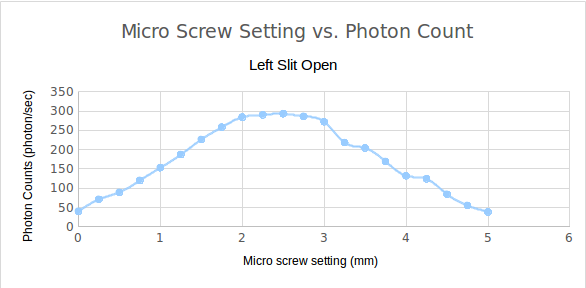 Micro Screw Setting vs. Photon Count
Left Slit Open
Photon Counts (photon/sec)
350
300
250
200
150
100
50
0
0 1 2 3 4 5 6
Micro screw setting (mm)